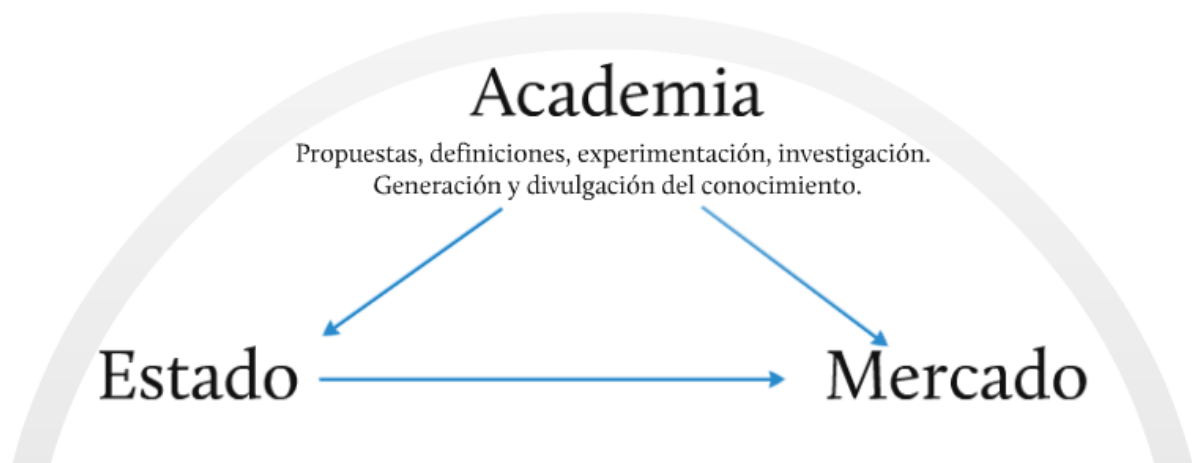 Academia
Propuestas, definiciones, experimentación, investigación.
Generación y divulgación del conocimiento.
Estado
Mercado